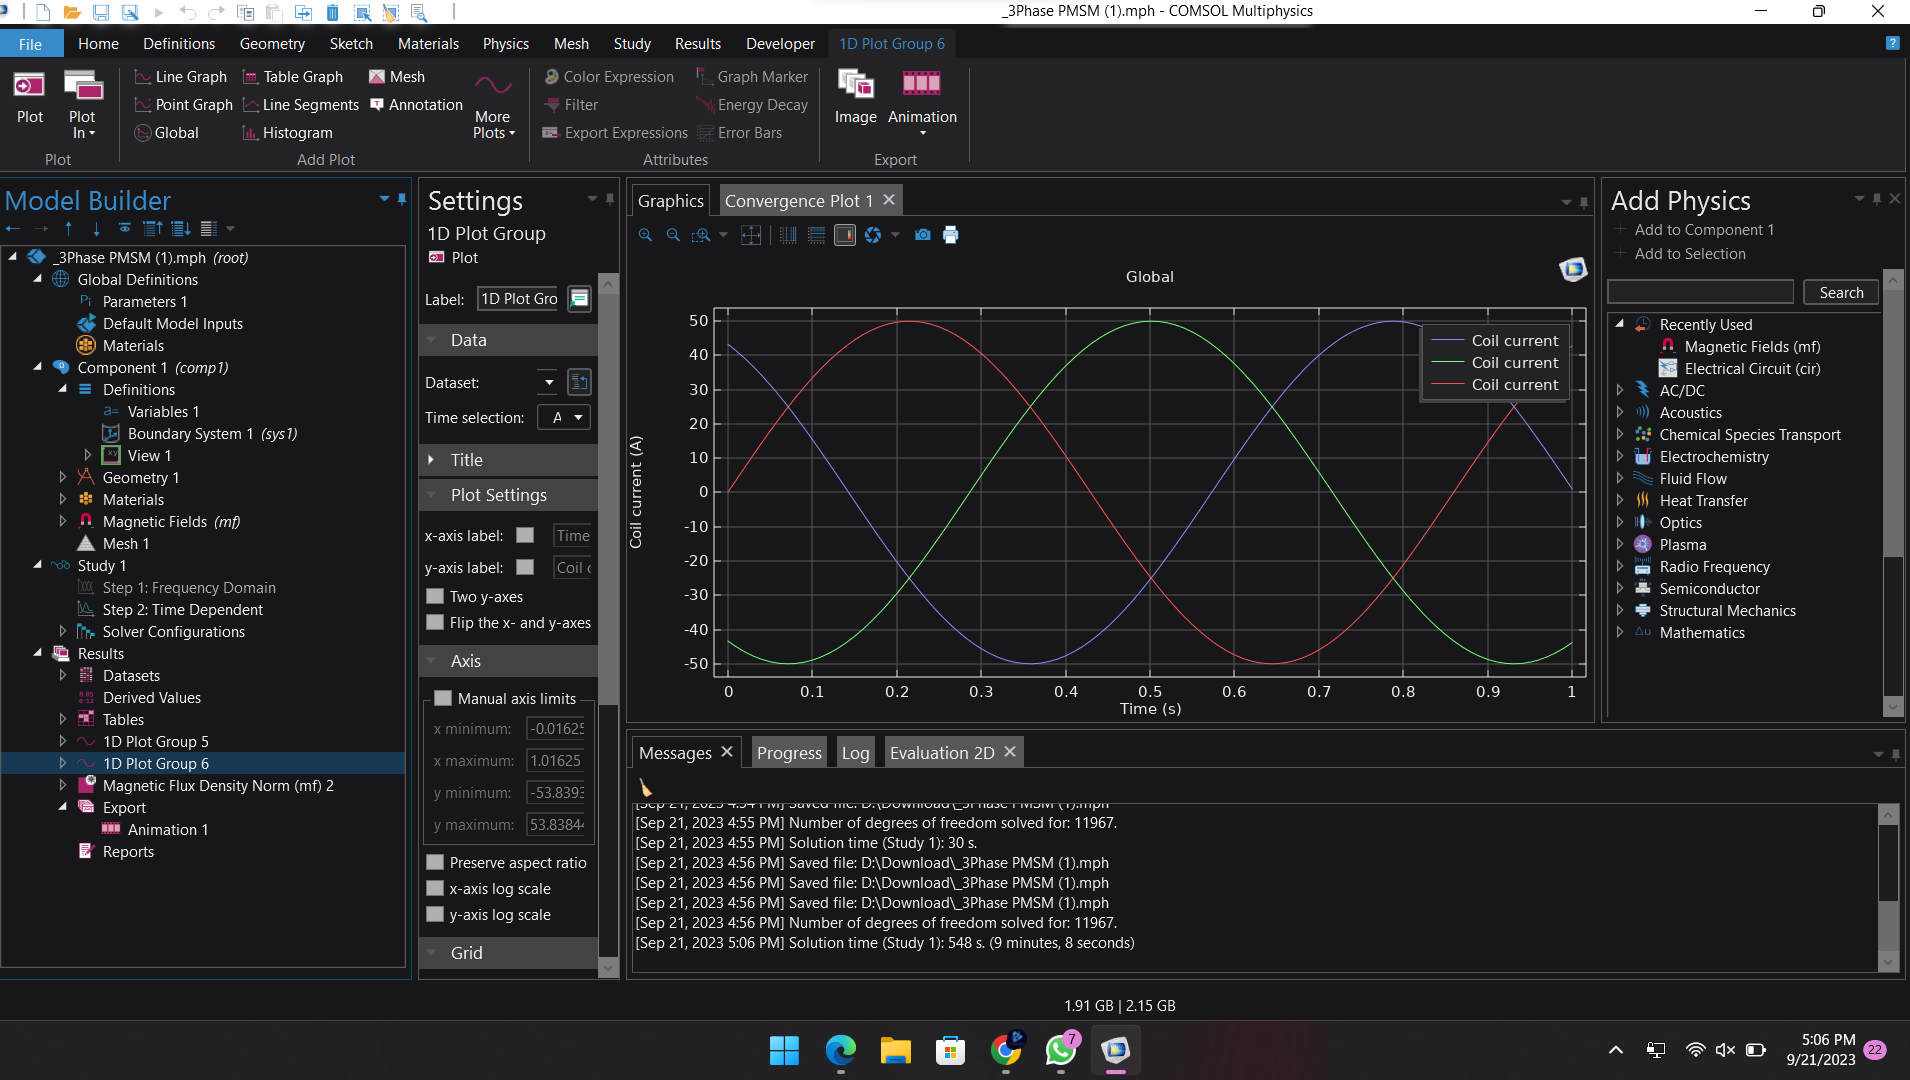 _3Phase PMSM (1).mph - COMSOL Multiphysics
File
Home
Definitions
Geometry
Sketch
Materials
Physics
Mesh
Study
Results
Developer
1D Plot Group 6
?
Plot
Plot
In
Plot
Line Graph
Table Graph
Mesh
Point Graph
Line Segments
Annotation
Global
Histogram
More
Plots
Add Plot
Color Expression
Graph Marker
Filter
Energy Decay
Export Expressions
Error Bars
Attributes
Image
Animation
Export
Model Builder
_3Phase PMSM (1).mph (root)
Global Definitions
Pi Parameters 1
Default Model Inputs
Materials
Component 1 (comp1)
Definitions
a= Variables 1
Boundary System 1 (sys1)
View 1
Geometry 1
Materials
Magnetic Fields (mf)
Mesh 1
Study 1
Step 1: Frequency Domain
Step 2: Time Dependent
Solver Configurations
Results
Datasets
Derived Values
Tables
1D Plot Group 5
1D Plot Group 6
Magnetic Flux Density Norm (mf) 2
Export
Animation 1
Reports
Settings
1D Plot Group
Plot
Label: 1D Plot Gro
Data
Dataset:
Time selection: A
Title
Plot Settings
x-axis label: Time
y-axis label: Coil c
Two y-axes
Flip the x- and y-axes
Axis
Manual axis limits
x minimum: -0.01625
x maximum: 1.01625
y minimum: -53.8393
y maximum: 53.83844
Preserve aspect ratio
x-axis log scale
y-axis log scale
Grid
Graphics
Convergence Plot 1
Global
Coil current
Coil current
Coil current
Coil current (A)
50
40
30
20
10
0
-10
-20
-30
-40
-50
0 0.1 0.2 0.3 0.4 0.5 0.6 0.7 0.8 0.9 1
Time (s)
Messages
Progress
Log
Evaluation 2D
[Sep 21, 2023 4:54 PM] Saved file: D:\Download\_3Phase PMSM (1).mph
[Sep 21, 2023 4:55 PM] Number of degrees of freedom solved for: 11967.
[Sep 21, 2023 4:55 PM] Solution time (Study 1): 30 s.
[Sep 21, 2023 4:56 PM] Saved file: D:\Download\_3Phase PMSM (1).mph
[Sep 21, 2023 4:56 PM] Saved file: D:\Download\_3Phase PMSM (1).mph
[Sep 21, 2023 4:56 PM] Saved file: D:\Download\_3Phase PMSM (1).mph
[Sep 21, 2023 4:56 PM] Number of degrees of freedom solved for: 11967.
[Sep 21, 2023 5:06 PM] Solution time (Study 1): 548 s. (9 minutes, 8 seconds)
Add Physics
Add to Component 1
Add to Selection
Search
Recently Used
Magnetic Fields (mf)
Electrical Circuit (cir)
AC/DC
Acoustics
Chemical Species Transport
Electrochemistry
Fluid Flow
Heat Transfer
Optics
Plasma
Radio Frequency
Semiconductor
Structural Mechanics
Δu Mathematics
1.91 GB | 2.15 GB
7
5:06 PM
9/21/2023
22